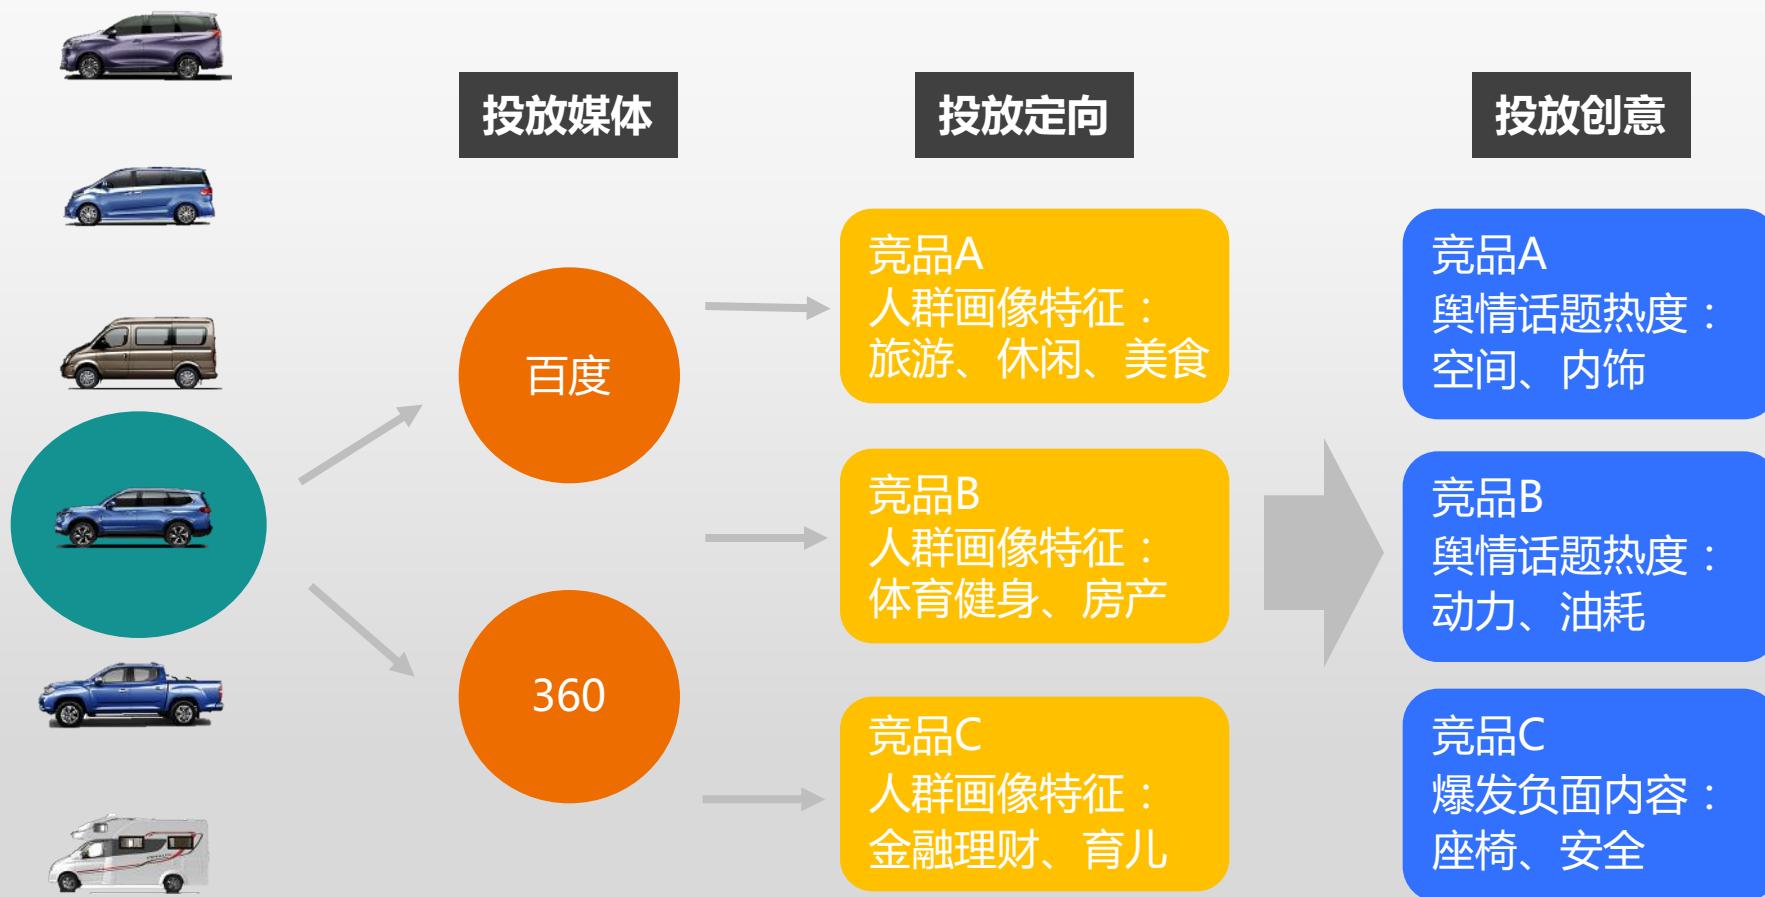 投放媒体
投放定向
投放创意
百度
360
竞品A
人群画像特征：
旅游、休闲、美食
竞品B
人群画像特征：
体育健身、房产
竞品C
人群画像特征：
金融理财、育儿
竞品A
舆情话题热度：
空间、内饰
竞品B
舆情话题热度：
动力、油耗
竞品C
爆发负面内容：
座椅、安全